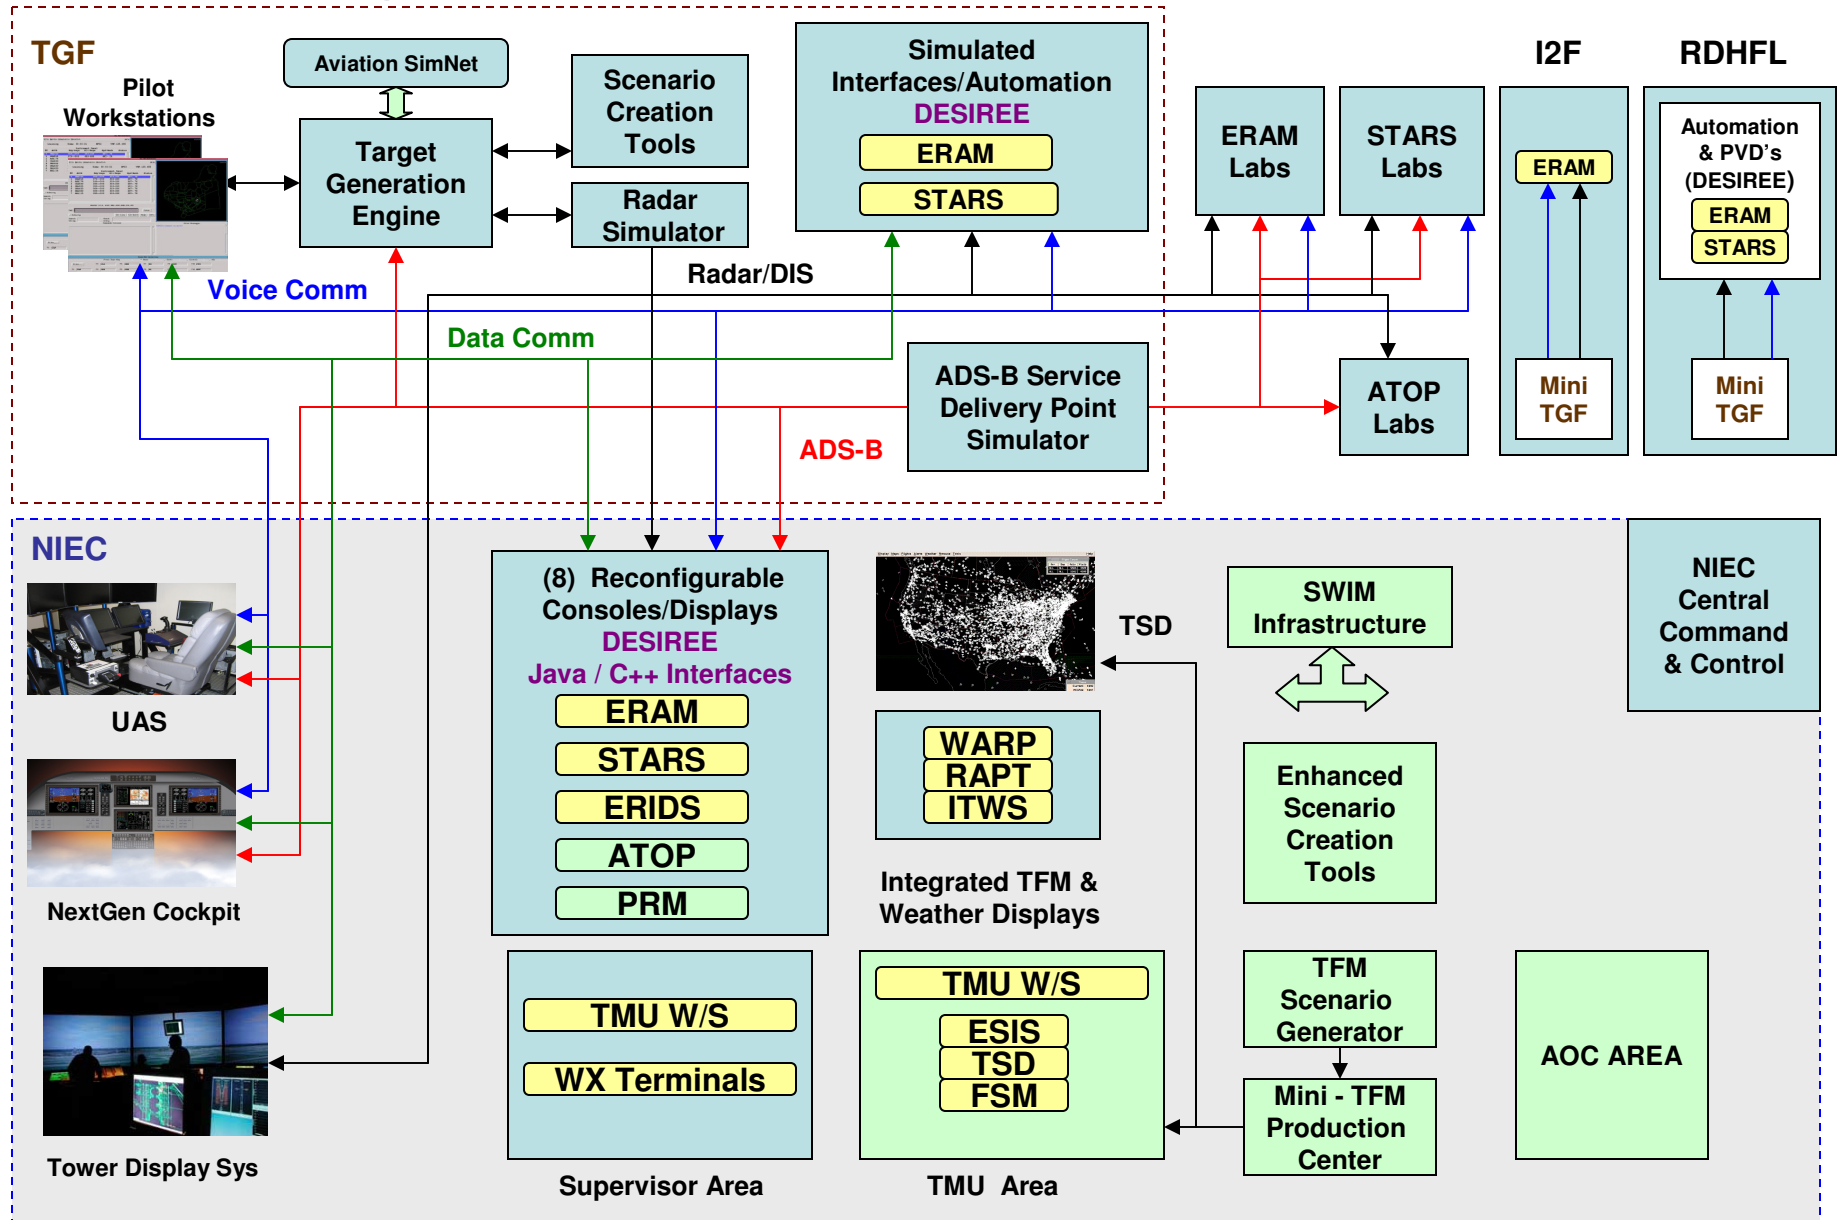 TGF
Pilot
Workstations
Aviation SimNet
Target
Generation
Engine
Scenario
Creation
Tools
Radar
Simulator
Simulated
Interfaces/Automation
DESIREE
ERAM
STARS
ERAM
Labs
STARS
Labs
I2F
ERAM
Mini
TGF
RDHFL
Automation
& PVD's
(DESIREE)
ERAM
STARS
Mini
TGF
Radar/DIS
Voice Comm
Data Comm
ADS-B
ADS-B Service
Delivery Point
Simulator
ATOP
Labs
NIEC
UAS
NextGen Cockpit
Tower Display Sys
(8) Reconfigurable
Consoles/Displays
DESIREE
Java / C++ Interfaces
ERAM
STARS
ERIDS
ATOP
PRM
TMU W/S
WX Terminals
Supervisor Area
TSD
WARP
RAPT
ITWS
Integrated TFM &
Weather Displays
TMU W/S
ESIS
TSD
FSM
TMU Area
SWIM
Infrastructure
Enhanced
Scenario
Creation
Tools
TFM
Scenario
Generator
Mini - TFM
Production
Center
NIEC
Central
Command
& Control
AOC AREA